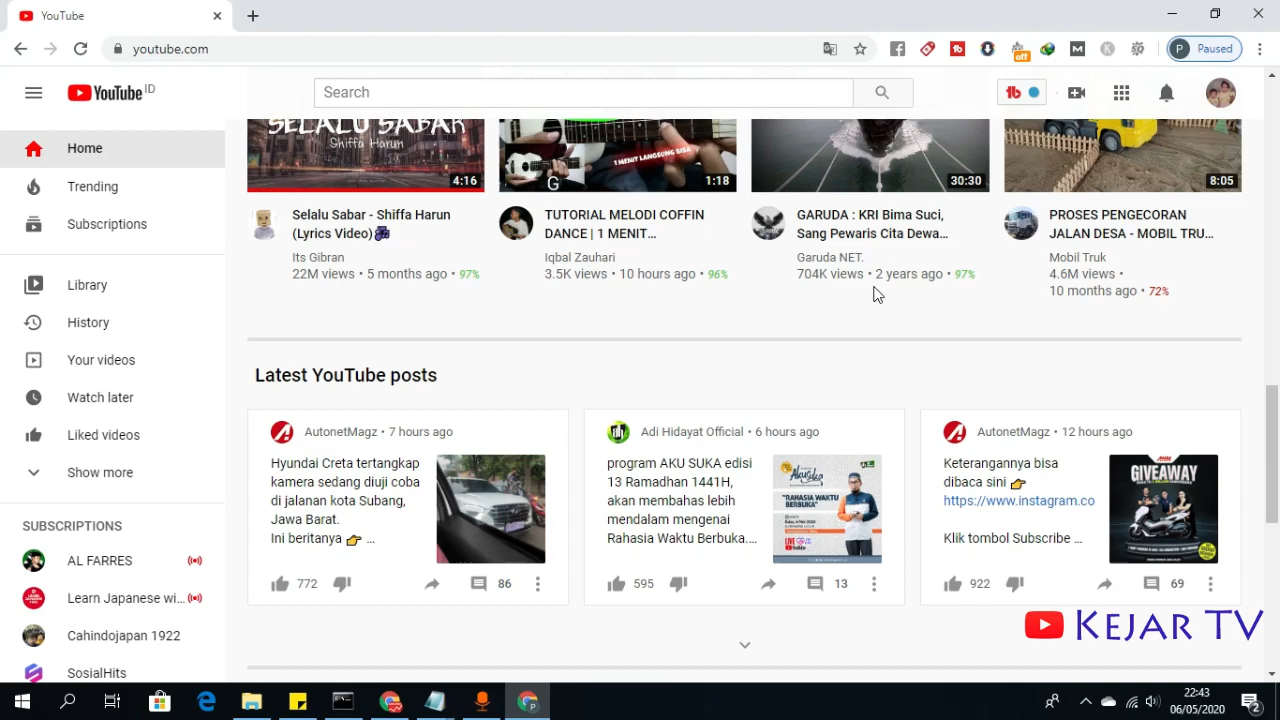 YouTube
youtube.com
Paused
P
YouTube ID
Search
Home
Trending
Subscriptions
Library
History
Your videos
Watch later
Liked videos
Show more
SUBSCRIPTIONS
AL FARRES
Learn Japanese wi...
Cahindojapan 1922
SosialHits
SELALU SABAR
Shiffa Harun
4:16
1 MENIT LANGSUNG BISA
G
1:18
30:30
8:05
Selalu Sabar - Shiffa Harun
(Lyrics Video)
Its Gibran
22M views • 5 months ago • 97%
TUTORIAL MELODI COFFIN
DANCE | 1 MENIT...
Iqbal Zauhari
3.5K views • 10 hours ago • 96%
GARUDA : KRI Bima Suci,
Sang Pewaris Cita Dewa...
Garuda NET.
704K views • 2 years ago • 97%
PROSES PENGECORAN
JALAN DESA - MOBIL TRU...
Mobil Truk
4.6M views •
10 months ago • 72%
Latest YouTube posts
AutonetMagz • 7 hours ago
Hyundai Creta tertangkap
kamera sedang diuji coba
di jalanan kota Subang,
Jawa Barat.
Ini beritanya 👉 ...
772
86
Adi Hidayat Official • 6 hours ago
program AKU SUKA edisi
13 Ramadhan 1441H,
akan membahas lebih
mendalam mengenai
Rahasia Waktu Berbuka....
"RAHASIA WAKTU
BERBUKA"
LIVE
595
13
AutonetMagz • 12 hours ago
Keterangannya bisa
dibaca sini 👉
https://www.instagram.co
Klik tombol Subscribe ...
GIVEAWAY
922
69
KEJAR TV
22:43
06/05/2020
2
off